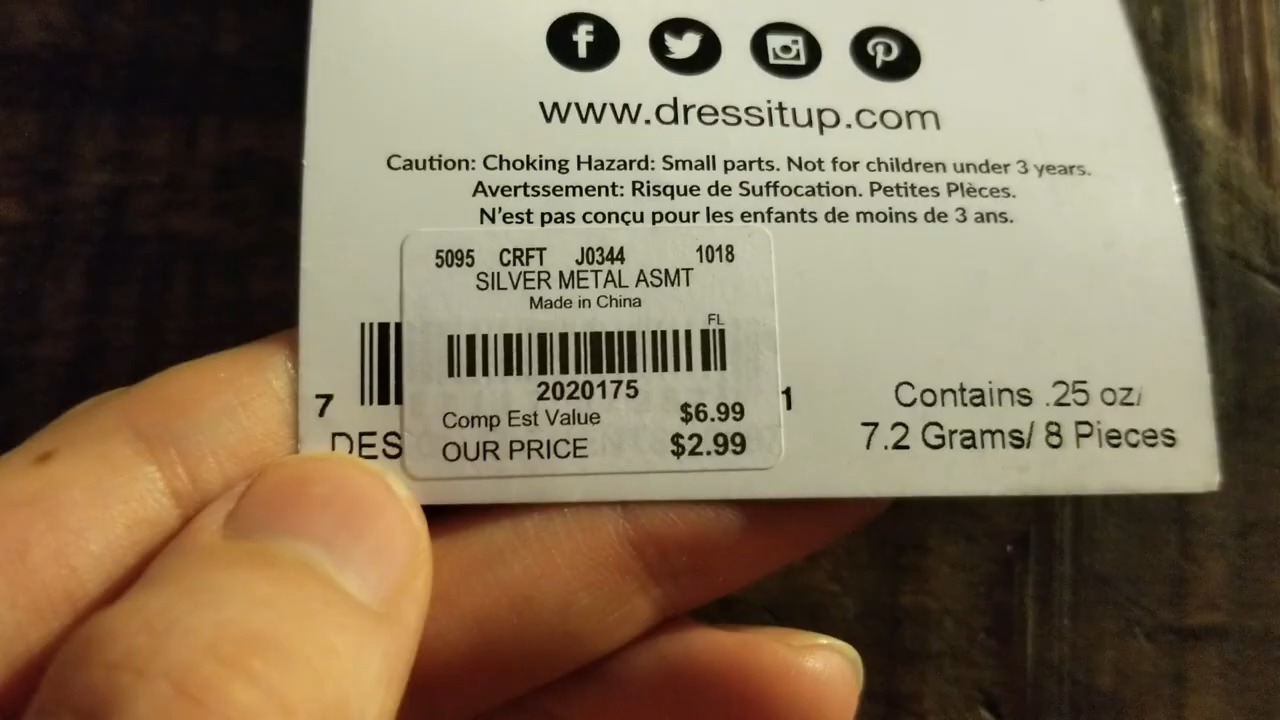 www.dressitup.com
Caution: Choking Hazard: Small parts. Not for children under 3 years.
Avertssement: Risque de Suffocation. Petites Plèces.
N'est pas conçu pour les enfants de moins de 3 ans.
5095 CRFT J0344 1018
SILVER METAL ASMT
Made in China
FL
2020175
Comp Est Value $6.99
OUR PRICE $2.99
7 1
DES
Contains .25 oz/
7.2 Grams/ 8 Pieces